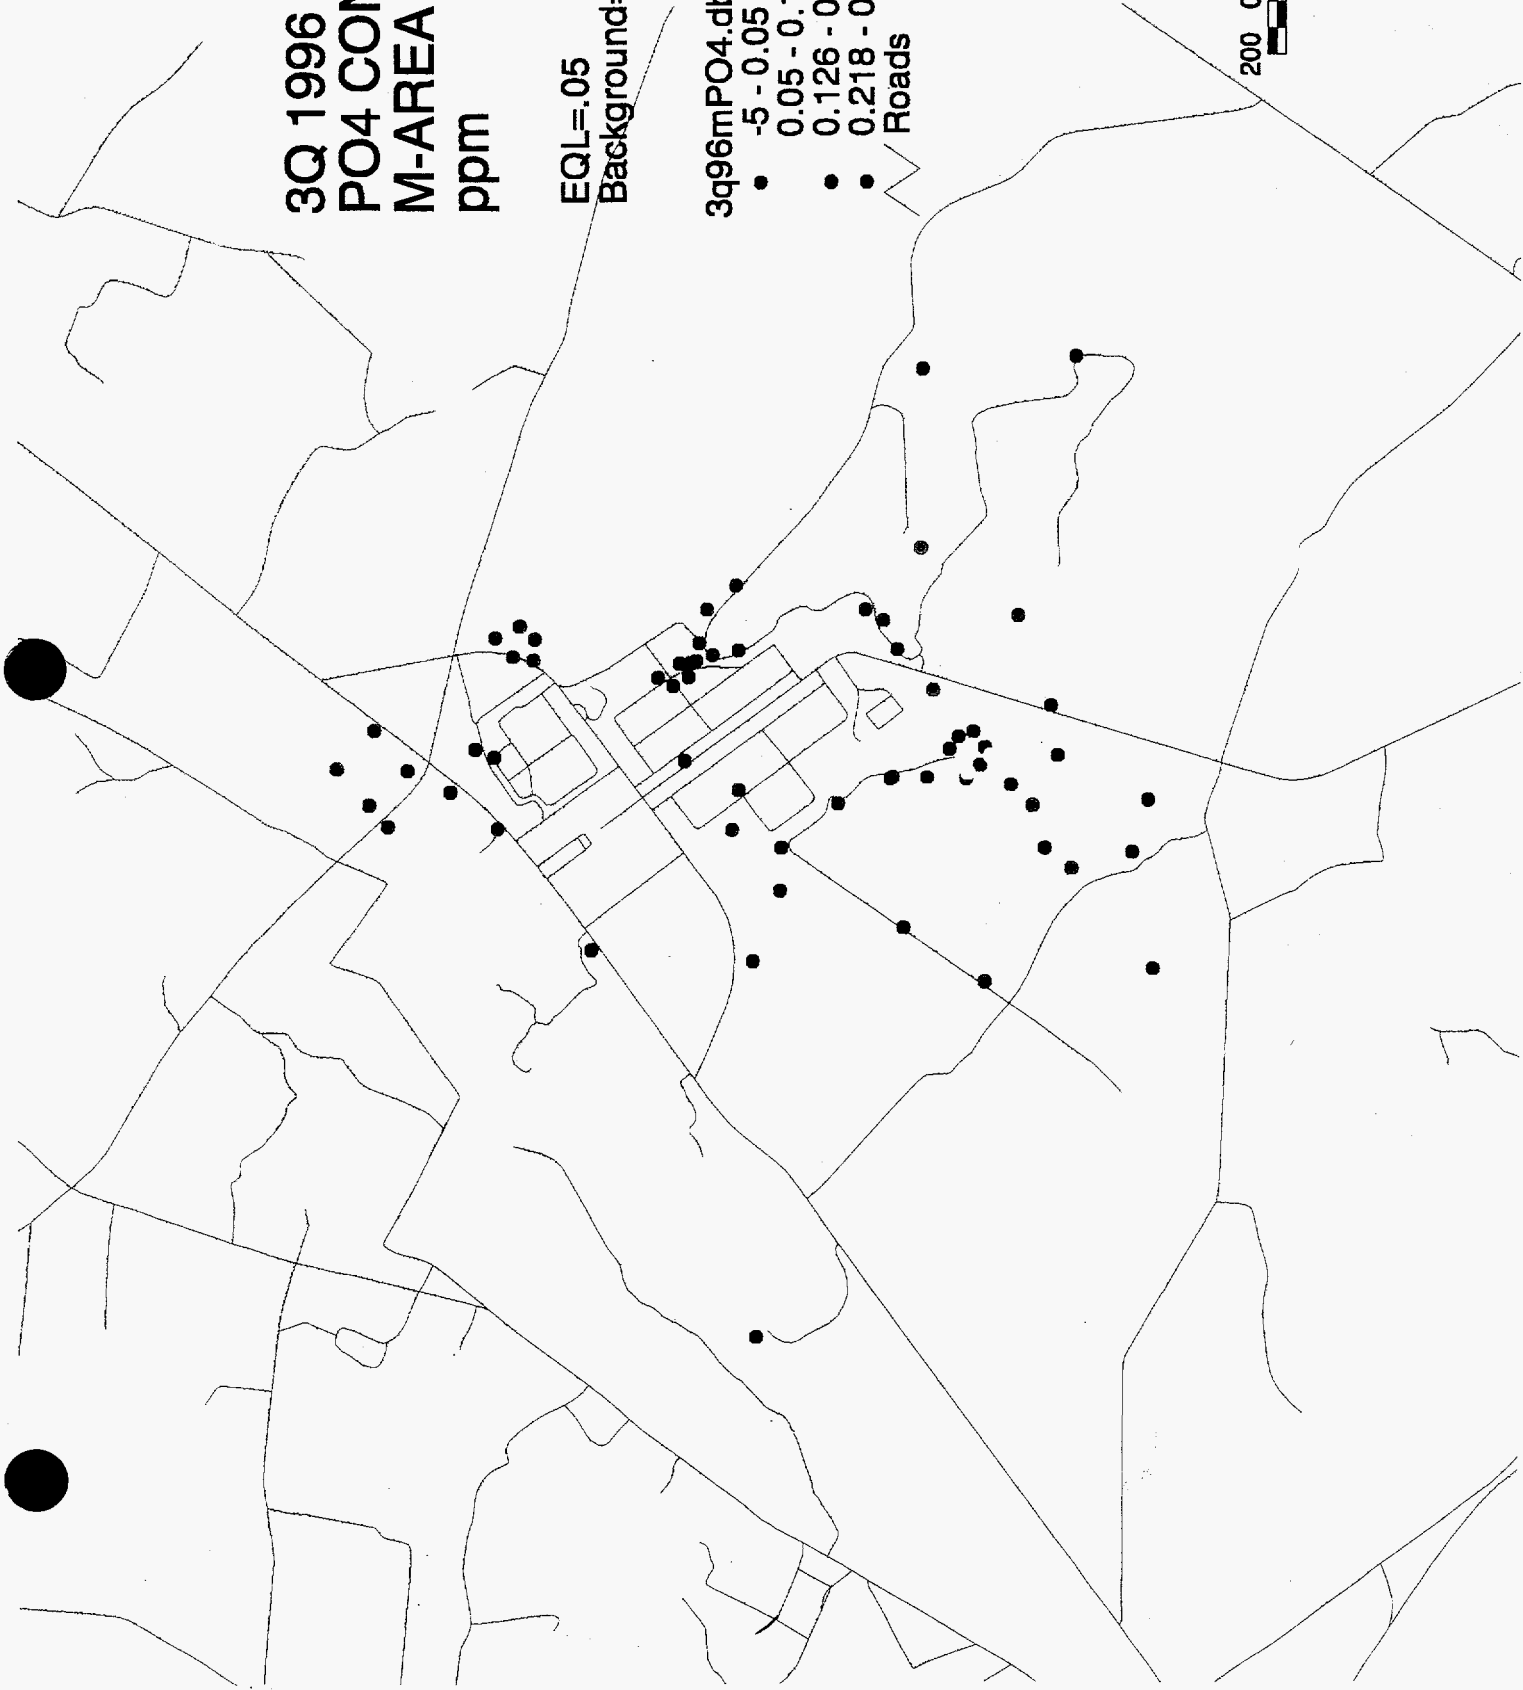 3Q 1996
PO4 CON
M-AREA
ppm
EQL=.05
Background=
3q96mPO4.db
-5 - 0.05
0.05 - 0.
0.126 - 0
0.218 - 0
Roads
200 0